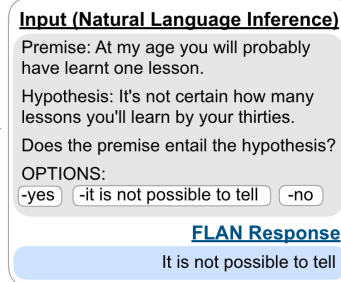 Input (Natural Language Inference)
Premise: At my age you will probably
have learnt one lesson.
Hypothesis: It's not certain how many
lessons you'll learn by your thirties.
Does the premise entail the hypothesis?
OPTIONS:
-yes -it is not possible to tell -no
FLAN Response
It is not possible to tell